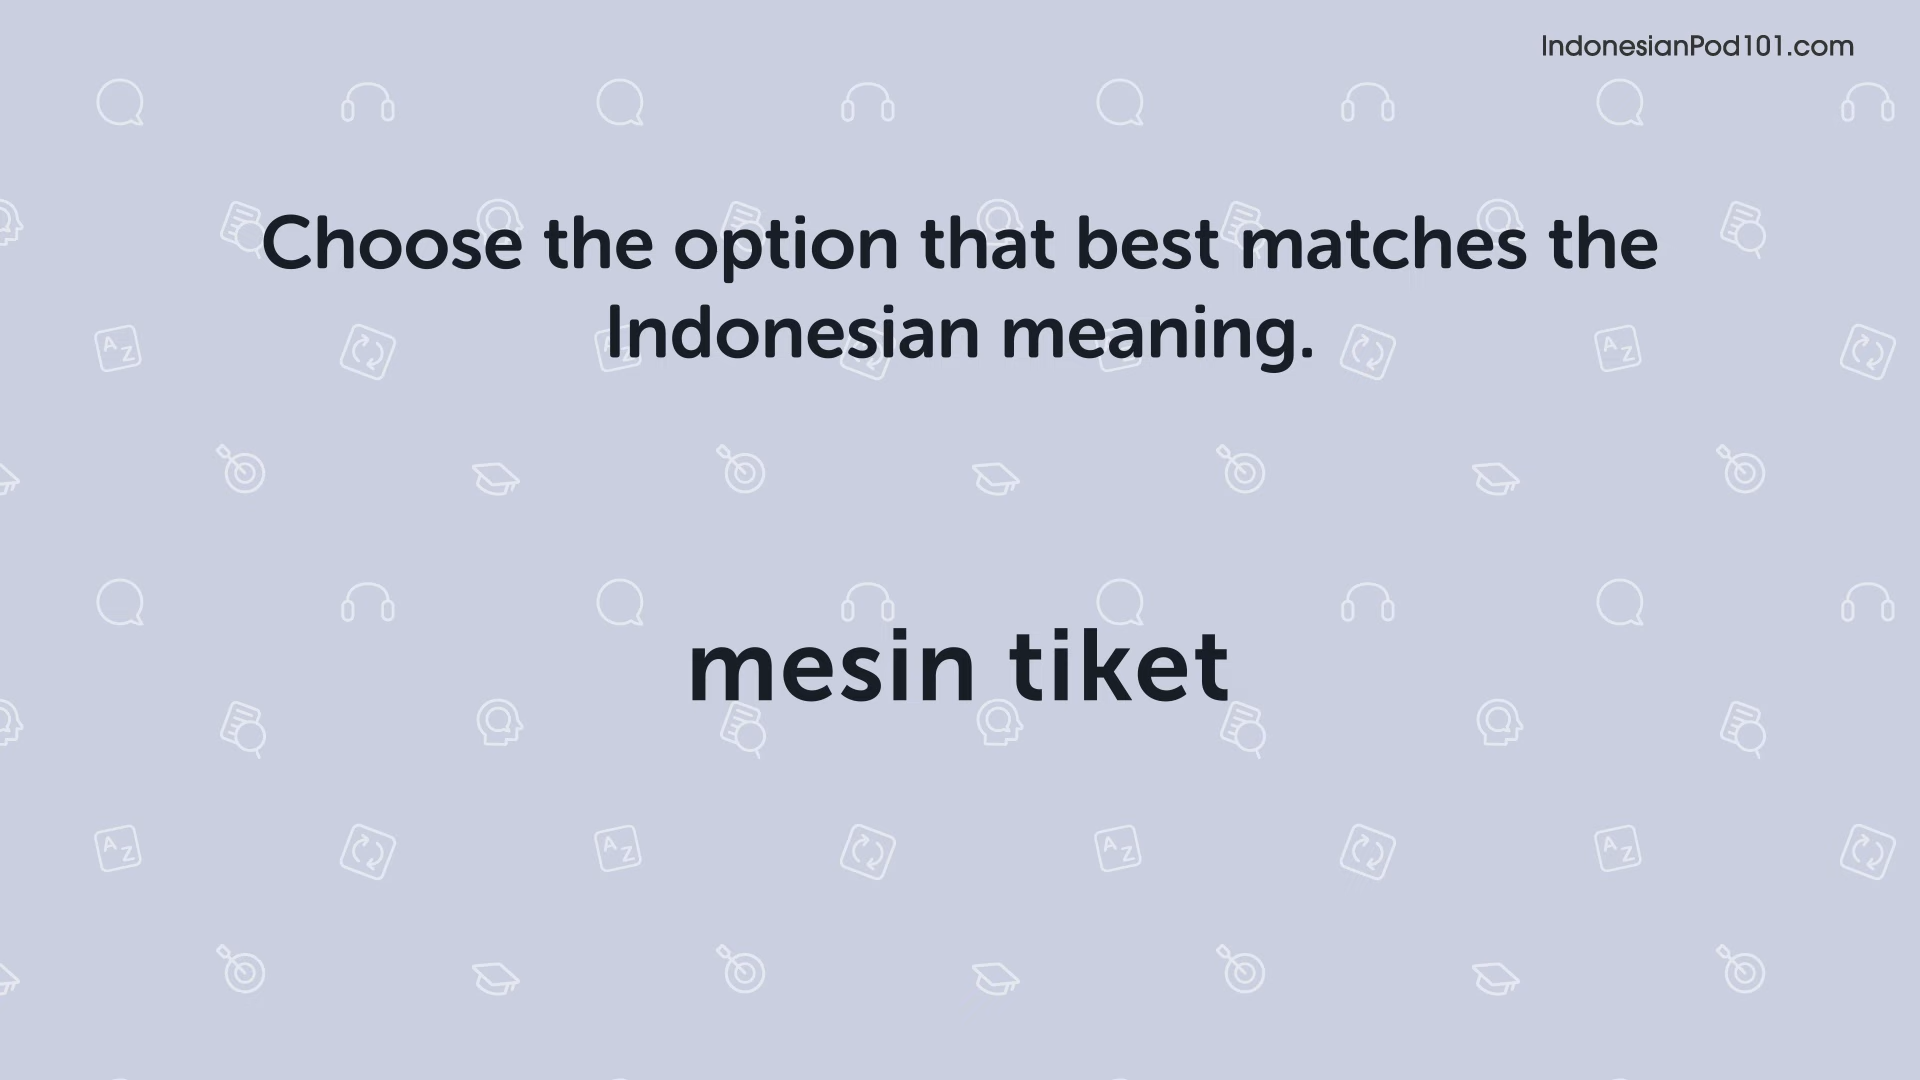 IndonesianPod101.com
Choose the option that best matches the
Indonesian meaning.
mesin tiket